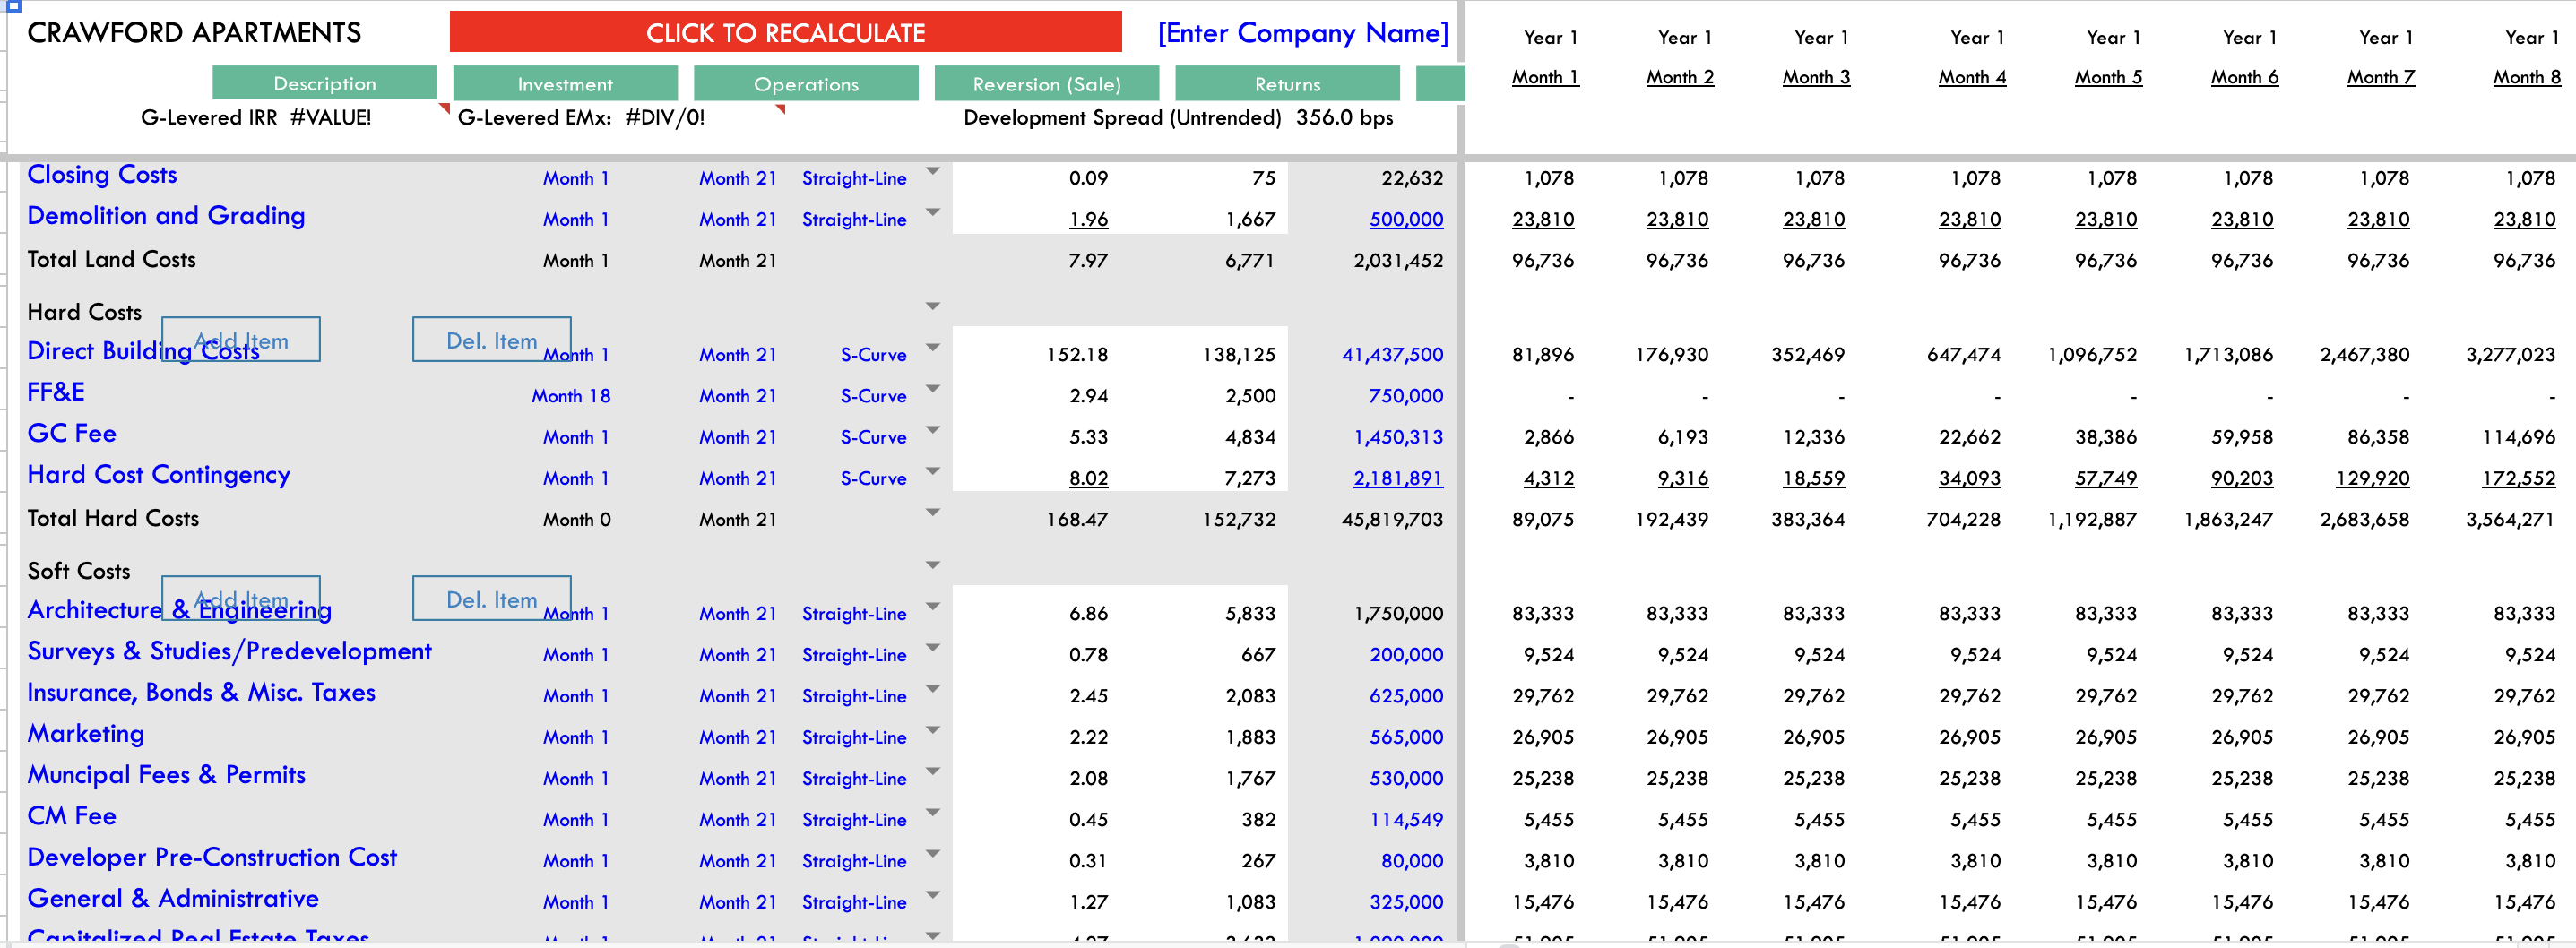 CRAWFORD APARTMENTS CLICK TO RECALCULATE [Enter Company Name] Year 1 Year 1 Year 1 Year 1 Year 1 Year 1 Year 1 Year 1
Description Investment Operations Reversion (Sale) Returns Month 1 Month 2 Month 3 Month 4 Month 5 Month 6 Month 7 Month 8
G-Levered IRR #VALUE! G-Levered EMx: #DIV/0! Development Spread (Untrended) 356.0 bps
Closing Costs Month 1 Month 21 Straight-Line 0.09 75 22,632 1,078 1,078 1,078 1,078 1,078 1,078 1,078 1,078
Demolition and Grading Month 1 Month 21 Straight-Line 1.96 1,667 500,000 23,810 23,810 23,810 23,810 23,810 23,810 23,810 23,810
Total Land Costs Month 1 Month 21 7.97 6,771 2,031,452 96,736 96,736 96,736 96,736 96,736 96,736 96,736 96,736
Hard Costs
Add Item Del. Item
Direct Building Costs Month 1 Month 21 S-Curve 152.18 138,125 41,437,500 81,896 176,930 352,469 647,474 1,096,752 1,713,086 2,467,380 3,277,023
FF&E Month 18 Month 21 S-Curve 2.94 2,500 750,000 - - - - - - - -
GC Fee Month 1 Month 21 S-Curve 5.33 4,834 1,450,313 2,866 6,193 12,336 22,662 38,386 59,958 86,358 114,696
Hard Cost Contingency Month 1 Month 21 S-Curve 8.02 7,273 2,181,891 4,312 9,316 18,559 34,093 57,749 90,203 129,920 172,552
Total Hard Costs Month 0 Month 21 168.47 152,732 45,819,703 89,075 192,439 383,364 704,228 1,192,887 1,863,247 2,683,658 3,564,271
Soft Costs
Add Item Del. Item
Architecture & Engineering Month 1 Month 21 Straight-Line 6.86 5,833 1,750,000 83,333 83,333 83,333 83,333 83,333 83,333 83,333 83,333
Surveys & Studies/Predevelopment Month 1 Month 21 Straight-Line 0.78 667 200,000 9,524 9,524 9,524 9,524 9,524 9,524 9,524 9,524
Insurance, Bonds & Misc. Taxes Month 1 Month 21 Straight-Line 2.45 2,083 625,000 29,762 29,762 29,762 29,762 29,762 29,762 29,762 29,762
Marketing Month 1 Month 21 Straight-Line 2.22 1,883 565,000 26,905 26,905 26,905 26,905 26,905 26,905 26,905 26,905
Muncipal Fees & Permits Month 1 Month 21 Straight-Line 2.08 1,767 530,000 25,238 25,238 25,238 25,238 25,238 25,238 25,238 25,238
CM Fee Month 1 Month 21 Straight-Line 0.45 382 114,549 5,455 5,455 5,455 5,455 5,455 5,455 5,455 5,455
Developer Pre-Construction Cost Month 1 Month 21 Straight-Line 0.31 267 80,000 3,810 3,810 3,810 3,810 3,810 3,810 3,810 3,810
General & Administrative Month 1 Month 21 Straight-Line 1.27 1,083 325,000 15,476 15,476 15,476 15,476 15,476 15,476 15,476 15,476
Capitalized Real Estate Taxes